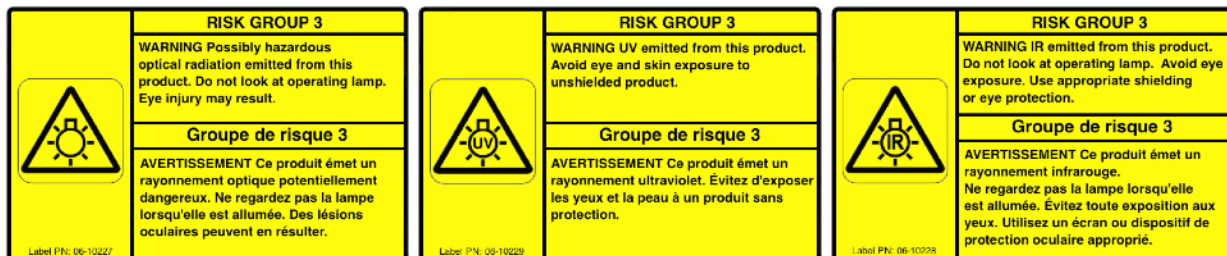 RISK GROUP 3
WARNING Possibly hazardous
optical radiation emitted from this
product. Do not look at operating lamp.
Eye injury may result.
Groupe de risque 3
AVERTISSEMENT Ce produit émet un
rayonnement optique potentiellement
dangereux. Ne regardez pas la lampe
lorsqu'elle est allumée. Des lésions
oculaires peuvent en résulter.
Label PN: 06-10227
RISK GROUP 3
WARNING UV emitted from this product.
Avoid eye and skin exposure to
unshielded product.
UV
Groupe de risque 3
AVERTISSEMENT Ce produit émet un
rayonnement ultraviolet. Évitez d'exposer
les yeux et la peau à un produit sans
protection.
Label PN: 06-10229
RISK GROUP 3
WARNING IR emitted from this product.
Do not look at operating lamp. Avoid eye
exposure. Use appropriate shielding
or eye protection.
IR
Groupe de risque 3
AVERTISSEMENT Ce produit émet un
rayonnement infrarouge.
Ne regardez pas la lampe lorsqu'elle
est allumée. Évitez toute exposition aux
yeux. Utilisez un écran ou dispositif de
protection oculaire approprié.
Label PN: 06-10228